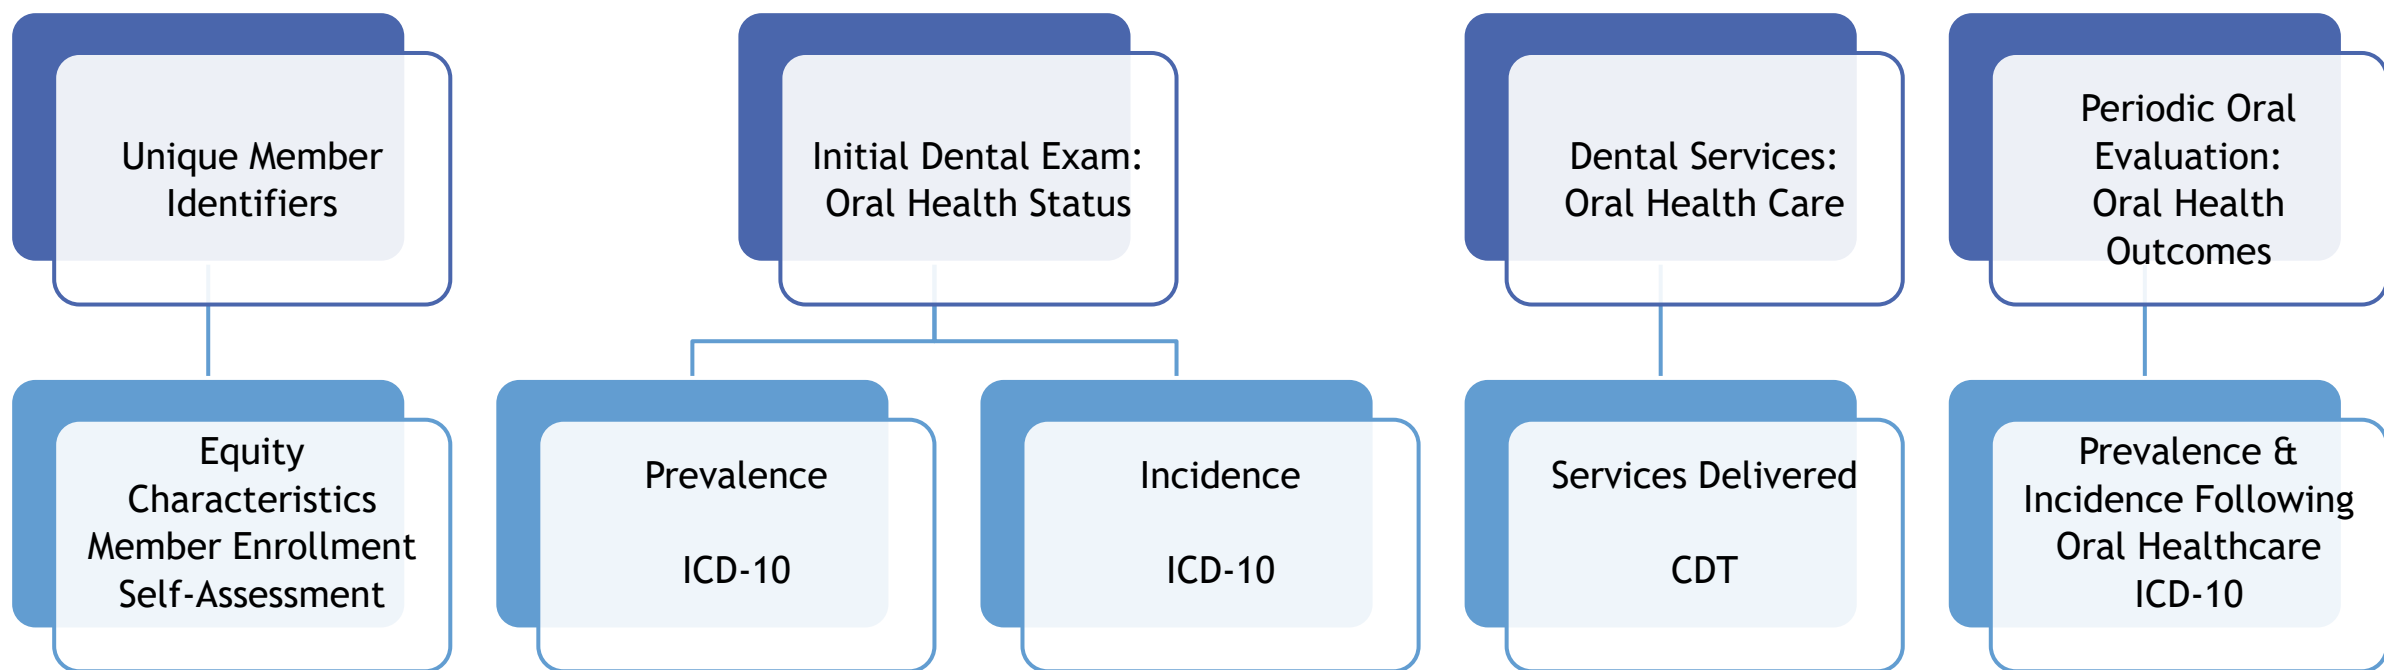 Unique Member
Identifiers
Initial Dental Exam:
Oral Health Status
Dental Services:
Oral Health Care
Periodic Oral
Evaluation:
Oral Health
Outcomes
Equity
Characteristics
Member Enrollment
Self-Assessment
Prevalence
ICD-10
Incidence
ICD-10
Services Delivered
CDT
Prevalence &
Incidence Following
Oral Healthcare
ICD-10